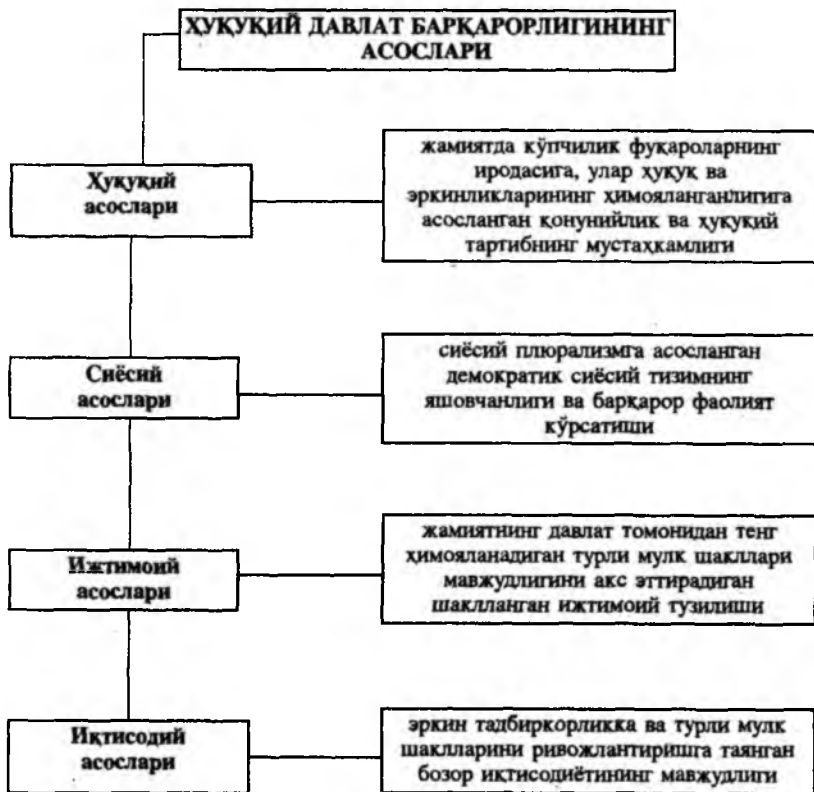 ҲУҚУҚИЙ ДАВЛАТ БАРҚАРОРЛИГИНИНГ
АСОСЛАРИ
Ҳуқуқий
асослари
жамиятда кўпчилик фуқароларнинг
иродасига, улар ҳуқуқ ва
эркинликларининг ҳимояланганлигига
асосланган қонунийлик ва ҳуқуқий
тартибнинг мустаҳкамлиги
Сиёсий
асослари
сиёсий плюрализмга асосланган
демократик сиёсий тизимнинг
яшовчанлиги ва барқарор фаолият
кўрсатиши
Ижтимоий
асослари
жамиятнинг давлат томонидан тенг
ҳимояланадиган турли мулк шакллари
мавжудлигини акс эттирадиган
шаклланган ижтимоий тузилиши
Иқтисодий
асослари
эркин тадбиркорликка ва турли мулк
шаклларини ривожлантиришга таянган
бозор иқтисодиётининг мавжудлиги